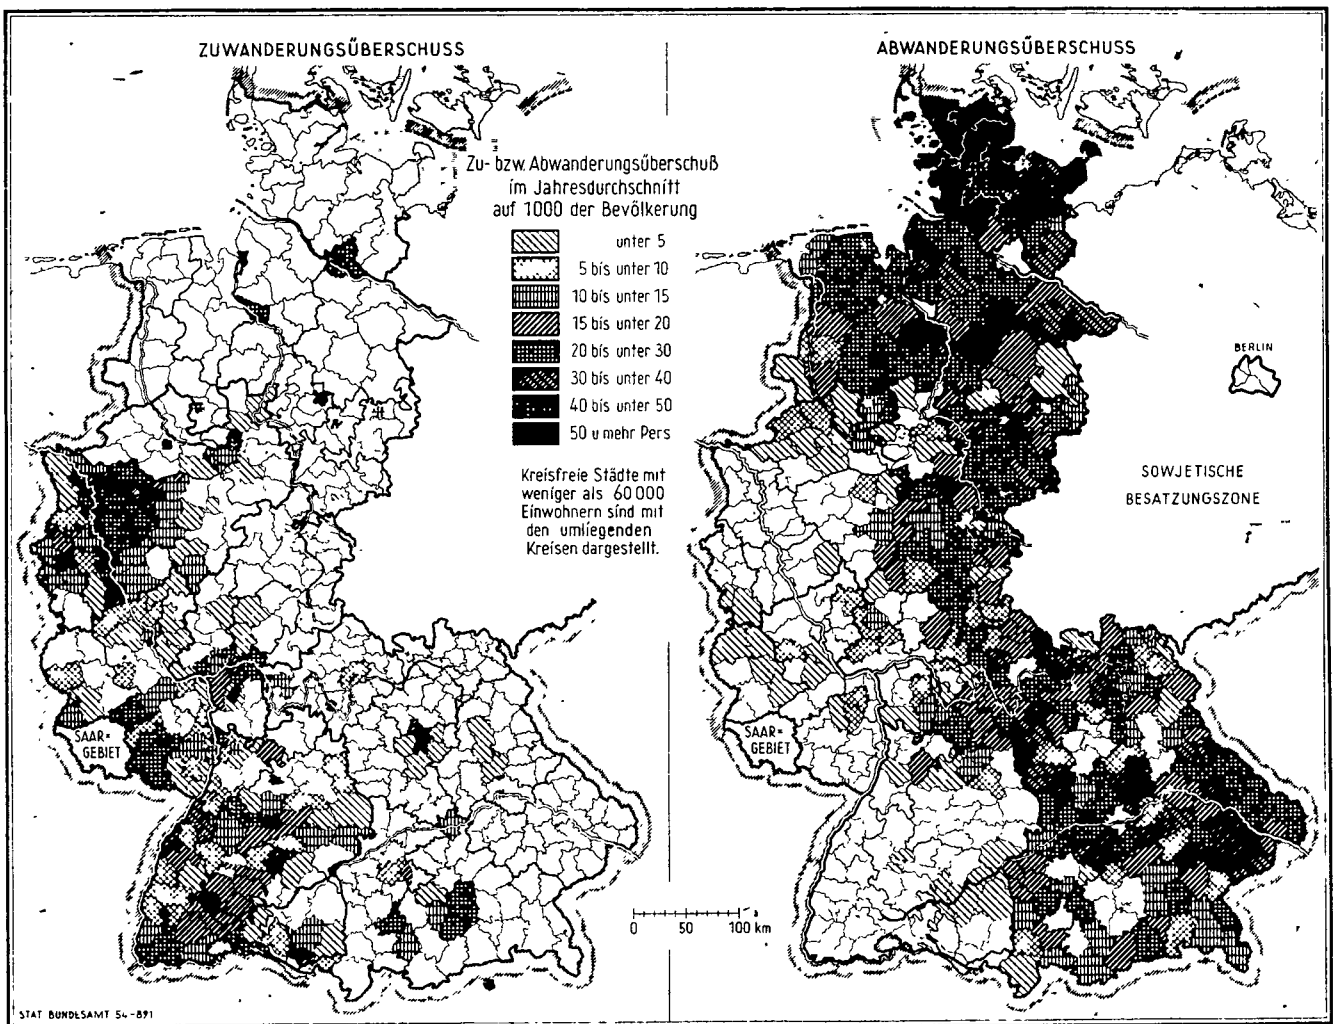 ZUWANDERUNGSÜBERSCHUSS
ABWANDERUNGSÜBERSCHUSS
Zu- bzw. Abwanderungsüberschuß
im Jahresdurchschnitt
auf 1000 der Bevölkerung
unter 5
5 bis unter 10
10 bis unter 15
15 bis unter 20
20 bis unter 30
30 bis unter 40
40 bis unter 50
50 u mehr Pers
Kreisfreie Städte mit
weniger als 60 000
Einwohnern sind mit
den umliegenden
Kreisen dargestellt.
BERLIN
SOWJETISCHE
BESATZUNGSZONE
SAAR=
GEBIET
SAAR=
GEBIET
0 50 100 km
STAT BUNDESAMT 54-891